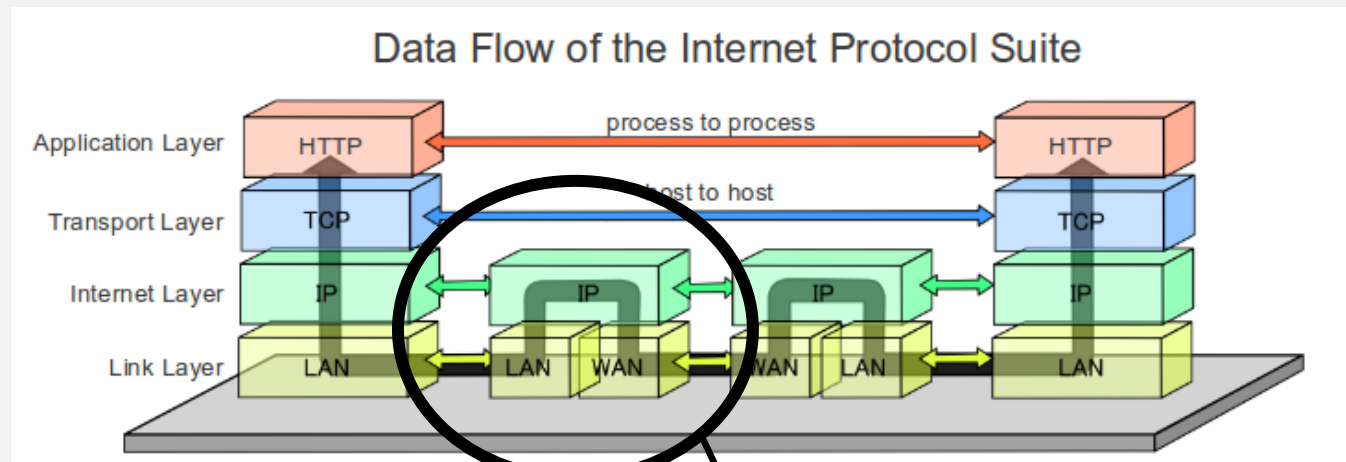 Data Flow of the Internet Protocol Suite
Application Layer HTTP process to process HTTP
Transport Layer TCP host to host TCP
Internet Layer IP IP IP IP
Link Layer LAN LAN WAN WAN LAN LAN